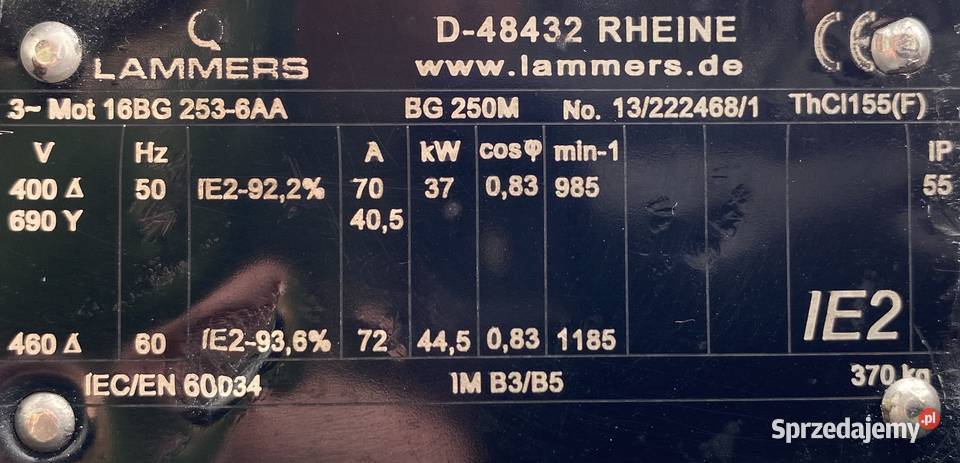 LAMMERS
D-48432 RHEINE
www.lammers.de
CE
3~ Mot 16BG 253-6AA BG 250M No. 13/222468/1 ThCl155(F)
V Hz A kW cosφ min-1 IP
400 Δ 50 IE2-92,2% 70 37 0,83 985 55
690 Y 40,5
IE2
460 Δ 60 IE2-93,6% 72 44,5 0,83 1185
IEC/EN 60034 IM B3/B5 370 kg
Sprzedajemy.pl